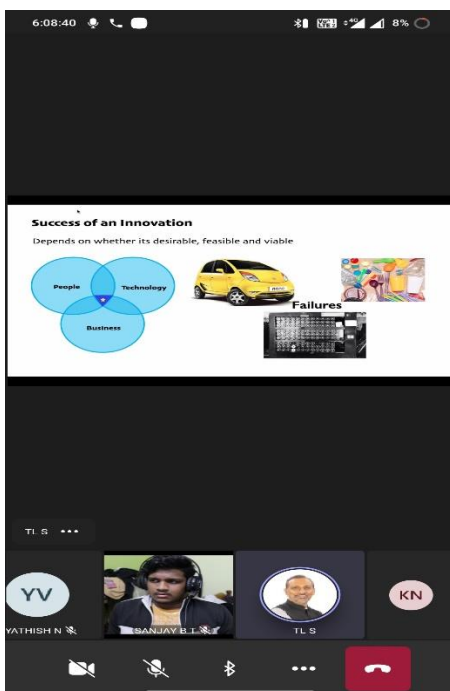 6:08:40
4G
8%
Success of an Innovation
Depends on whether its desirable, feasible and viable
People
Technology
Business
Failures
TL S
YV
KN
YATHISH N
SANJAY B T
TL S